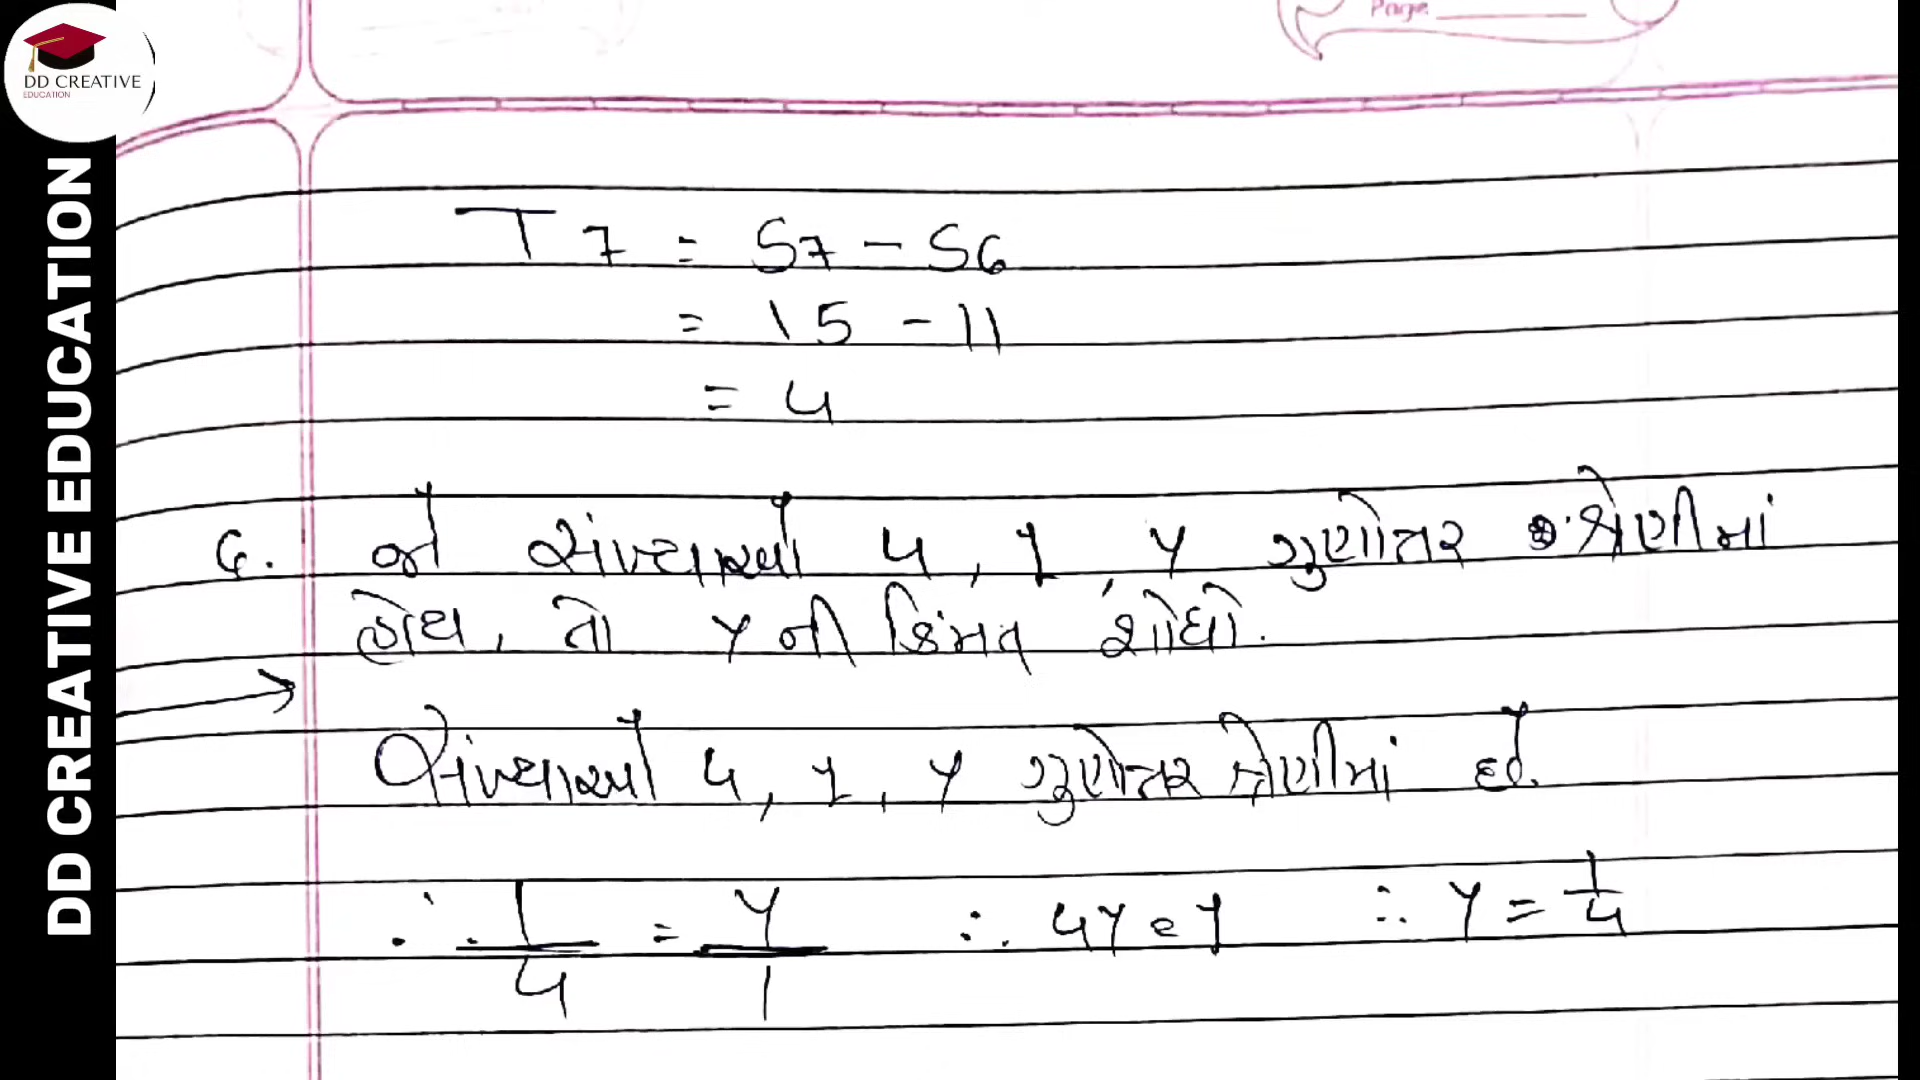 Page
DD CREATIVE
EDUCATION
DD CREATIVE EDUCATION
T7 = S7 - S6
= 15 - 11
= 4
6. જો સંખ્યાઓ 4, 1, y ગુણોત્તર શ્રેણીમાં
હોય, તો y ની કિંમત શોધો.
→
સંખ્યાઓ 4, 1, y ગુણોત્તર શ્રેણીમાં છે.
∴ 1/4 = y/1 ∴ 4y = 1 ∴ y = 1/4